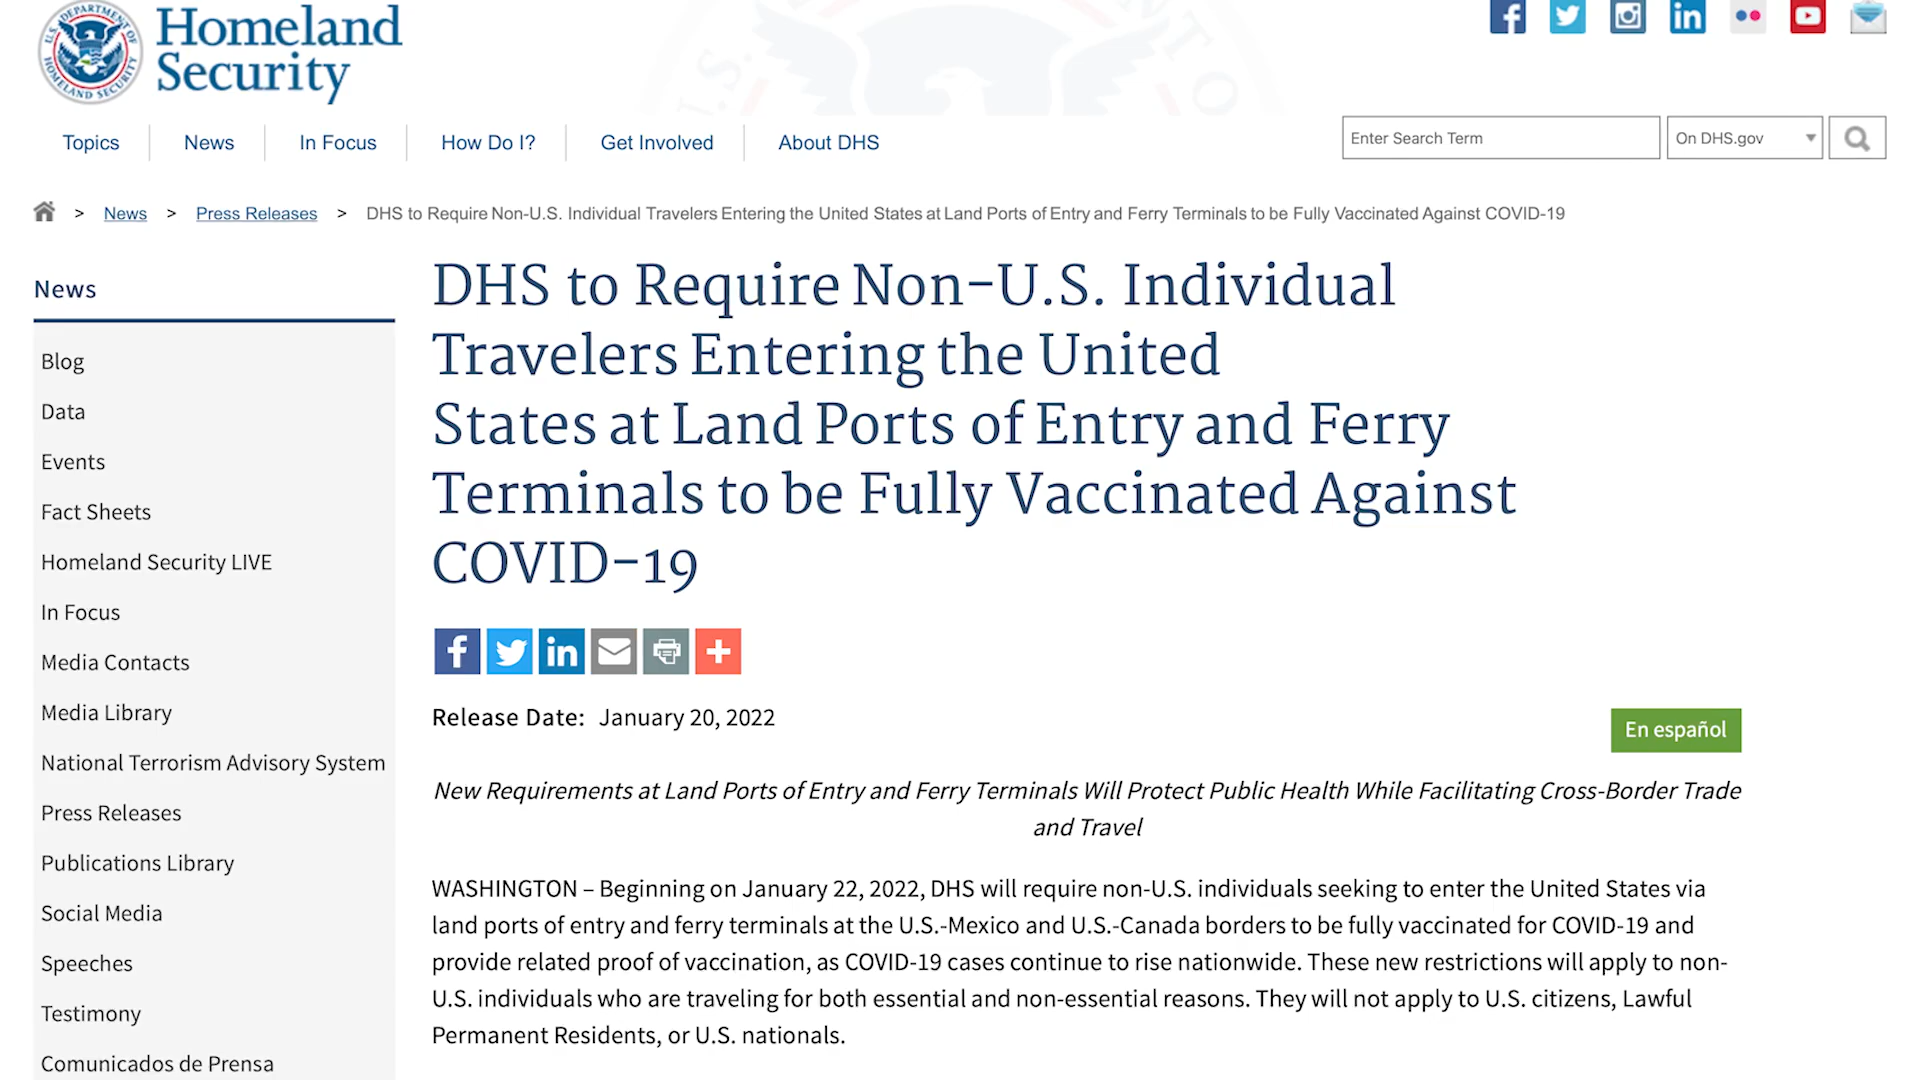 U.S. DEPARTMENT OF HOMELAND SECURITY
Homeland
Security
Topics
News
In Focus
How Do I?
Get Involved
About DHS
Enter Search Term
On DHS.gov
> News > Press Releases > DHS to Require Non-U.S. Individual Travelers Entering the United States at Land Ports of Entry and Ferry Terminals to be Fully Vaccinated Against COVID-19
News
Blog
Data
Events
Fact Sheets
Homeland Security LIVE
In Focus
Media Contacts
Media Library
National Terrorism Advisory System
Press Releases
Publications Library
Social Media
Speeches
Testimony
Comunicados de Prensa
DHS to Require Non-U.S. Individual
Travelers Entering the United
States at Land Ports of Entry and Ferry
Terminals to be Fully Vaccinated Against
COVID-19
Release Date: January 20, 2022
En español
New Requirements at Land Ports of Entry and Ferry Terminals Will Protect Public Health While Facilitating Cross-Border Trade
and Travel
WASHINGTON – Beginning on January 22, 2022, DHS will require non-U.S. individuals seeking to enter the United States via
land ports of entry and ferry terminals at the U.S.-Mexico and U.S.-Canada borders to be fully vaccinated for COVID-19 and
provide related proof of vaccination, as COVID-19 cases continue to rise nationwide. These new restrictions will apply to non-
U.S. individuals who are traveling for both essential and non-essential reasons. They will not apply to U.S. citizens, Lawful
Permanent Residents, or U.S. nationals.